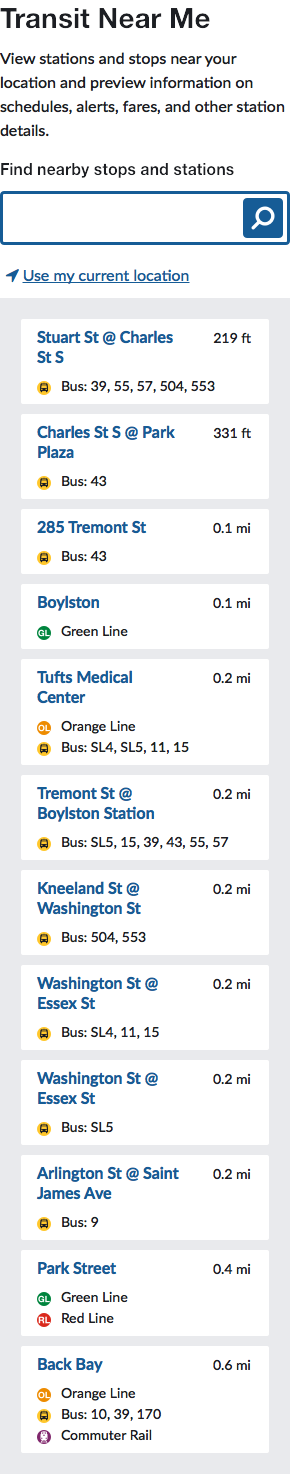 Transit Near Me
View stations and stops near your
location and preview information on
schedules, alerts, fares, and other station
details.
Find nearby stops and stations
Use my current location
Stuart St @ Charles 219 ft
St S
Bus: 39, 55, 57, 504, 553
Charles St S @ Park 331 ft
Plaza
Bus: 43
285 Tremont St 0.1 mi
Bus: 43
Boylston 0.1 mi
GL Green Line
Tufts Medical 0.2 mi
Center
OL Orange Line
Bus: SL4, SL5, 11, 15
Tremont St @ 0.2 mi
Boylston Station
Bus: SL5, 15, 39, 43, 55, 57
Kneeland St @ 0.2 mi
Washington St
Bus: 504, 553
Washington St @ 0.2 mi
Essex St
Bus: SL4, 11, 15
Washington St @ 0.2 mi
Essex St
Bus: SL5
Arlington St @ Saint 0.2 mi
James Ave
Bus: 9
Park Street 0.4 mi
GL Green Line
RL Red Line
Back Bay 0.6 mi
OL Orange Line
Bus: 10, 39, 170
Commuter Rail